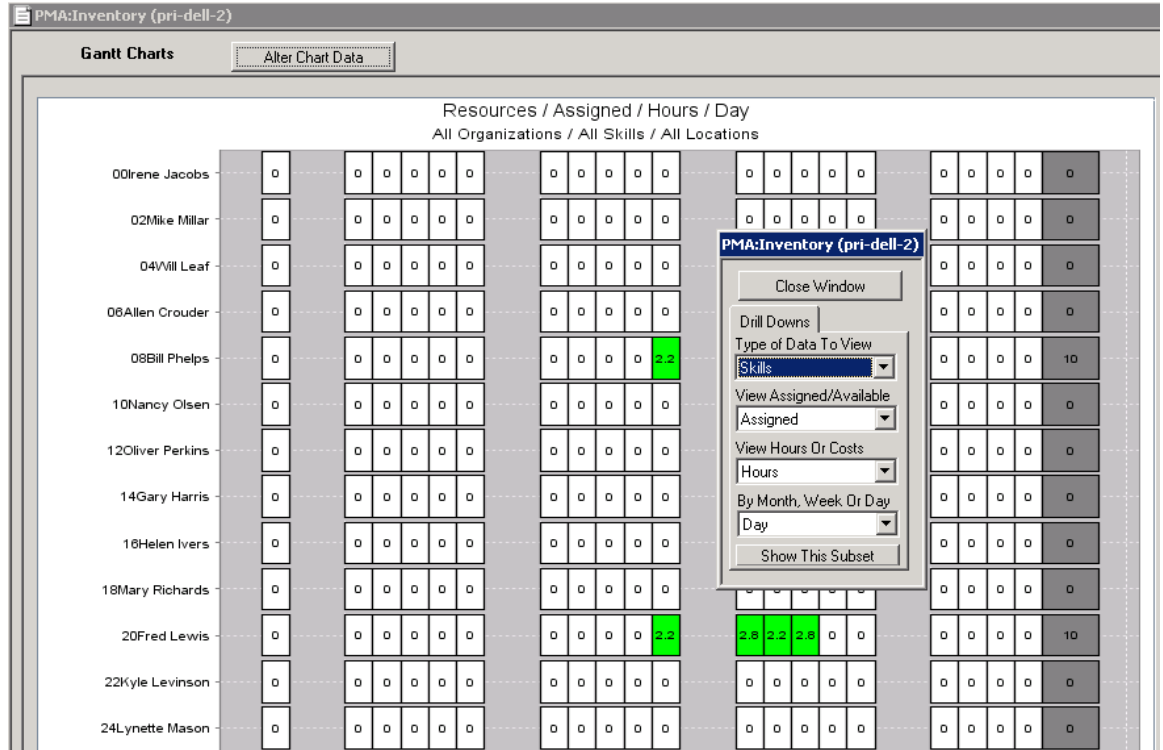 PMA:Inventory (pri-dell-2)
Gantt Charts Alter Chart Data
Resources / Assigned / Hours / Day
All Organizations / All Skills / All Locations
00Irene Jacobs 0 0 0 0 0 0 0 0 0 0 0 0 0 0 0 0 0 0 0 0 0
02Mike Millar 0 0 0 0 0 0 0 0 0 0 0 0 0 0 0 0 0 0 0 0 0
04Will Leaf 0 0 0 0 0 0 0 0 0 0 0 0 0 0 0 0
06Allen Crouder 0 0 0 0 0 0 0 0 0 0 0 0 0 0 0 0
08Bill Phelps 0 0 0 0 0 0 0 0 0 0 2.2 0 0 0 0 10
10Nancy Olsen 0 0 0 0 0 0 0 0 0 0 0 0 0 0 0 0
12Oliver Perkins 0 0 0 0 0 0 0 0 0 0 0 0 0 0 0 0
14Gary Harris 0 0 0 0 0 0 0 0 0 0 0 0 0 0 0 0
16Helen Ivers 0 0 0 0 0 0 0 0 0 0 0 0 0 0 0 0
18Mary Richards 0 0 0 0 0 0 0 0 0 0 0 0 0 0 0 0
20Fred Lewis 0 0 0 0 0 0 0 0 0 0 2.2 2.8 2.2 2.8 0 0 0 0 0 0 10
22Kyle Levinson 0 0 0 0 0 0 0 0 0 0 0 0 0 0 0 0 0 0 0 0 0
24Lynette Mason 0 0 0 0 0 0 0 0 0 0 0 0 0 0 0 0 0 0 0 0 0
PMA:Inventory (pri-dell-2)
Close Window
Drill Downs
Type of Data To View
Skills
View Assigned/Available
Assigned
View Hours Or Costs
Hours
By Month, Week Or Day
Day
Show This Subset